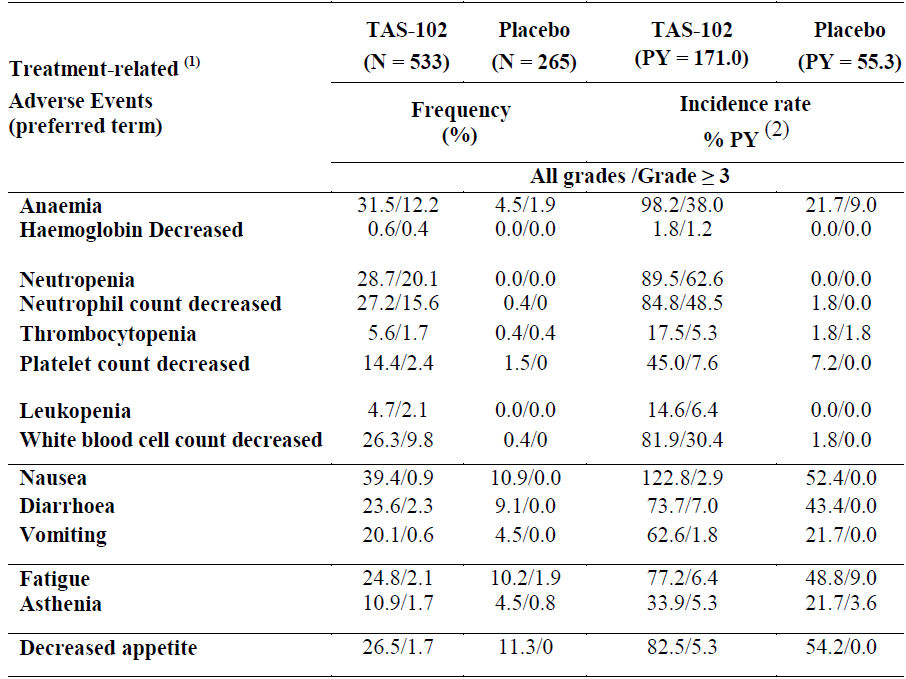 TAS-102 Placebo TAS-102 Placebo
Treatment-related (1) (N = 533) (N = 265) (PY = 171.0) (PY = 55.3)
Adverse Events (preferred term) Frequency (%) Incidence rate % PY (2)
All grades /Grade ≥ 3
Anaemia 31.5/12.2 4.5/1.9 98.2/38.0 21.7/9.0
Haemoglobin Decreased 0.6/0.4 0.0/0.0 1.8/1.2 0.0/0.0
Neutropenia 28.7/20.1 0.0/0.0 89.5/62.6 0.0/0.0
Neutrophil count decreased 27.2/15.6 0.4/0 84.8/48.5 1.8/0.0
Thrombocytopenia 5.6/1.7 0.4/0.4 17.5/5.3 1.8/1.8
Platelet count decreased 14.4/2.4 1.5/0 45.0/7.6 7.2/0.0
Leukopenia 4.7/2.1 0.0/0.0 14.6/6.4 0.0/0.0
White blood cell count decreased 26.3/9.8 0.4/0 81.9/30.4 1.8/0.0
Nausea 39.4/0.9 10.9/0.0 122.8/2.9 52.4/0.0
Diarrhoea 23.6/2.3 9.1/0.0 73.7/7.0 43.4/0.0
Vomiting 20.1/0.6 4.5/0.0 62.6/1.8 21.7/0.0
Fatigue 24.8/2.1 10.2/1.9 77.2/6.4 48.8/9.0
Asthenia 10.9/1.7 4.5/0.8 33.9/5.3 21.7/3.6
Decreased appetite 26.5/1.7 11.3/0 82.5/5.3 54.2/0.0